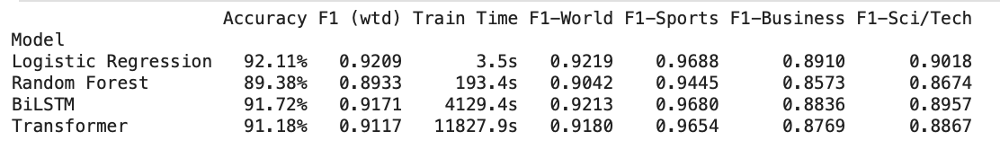 Accuracy F1 (wtd) Train Time F1-World F1-Sports F1-Business F1-Sci/Tech
Model
Logistic Regression 92.11% 0.9209 3.5s 0.9219 0.9688 0.8910 0.9018
Random Forest 89.38% 0.8933 193.4s 0.9042 0.9445 0.8573 0.8674
BiLSTM 91.72% 0.9171 4129.4s 0.9213 0.9680 0.8836 0.8957
Transformer 91.18% 0.9117 11827.9s 0.9180 0.9654 0.8769 0.8867